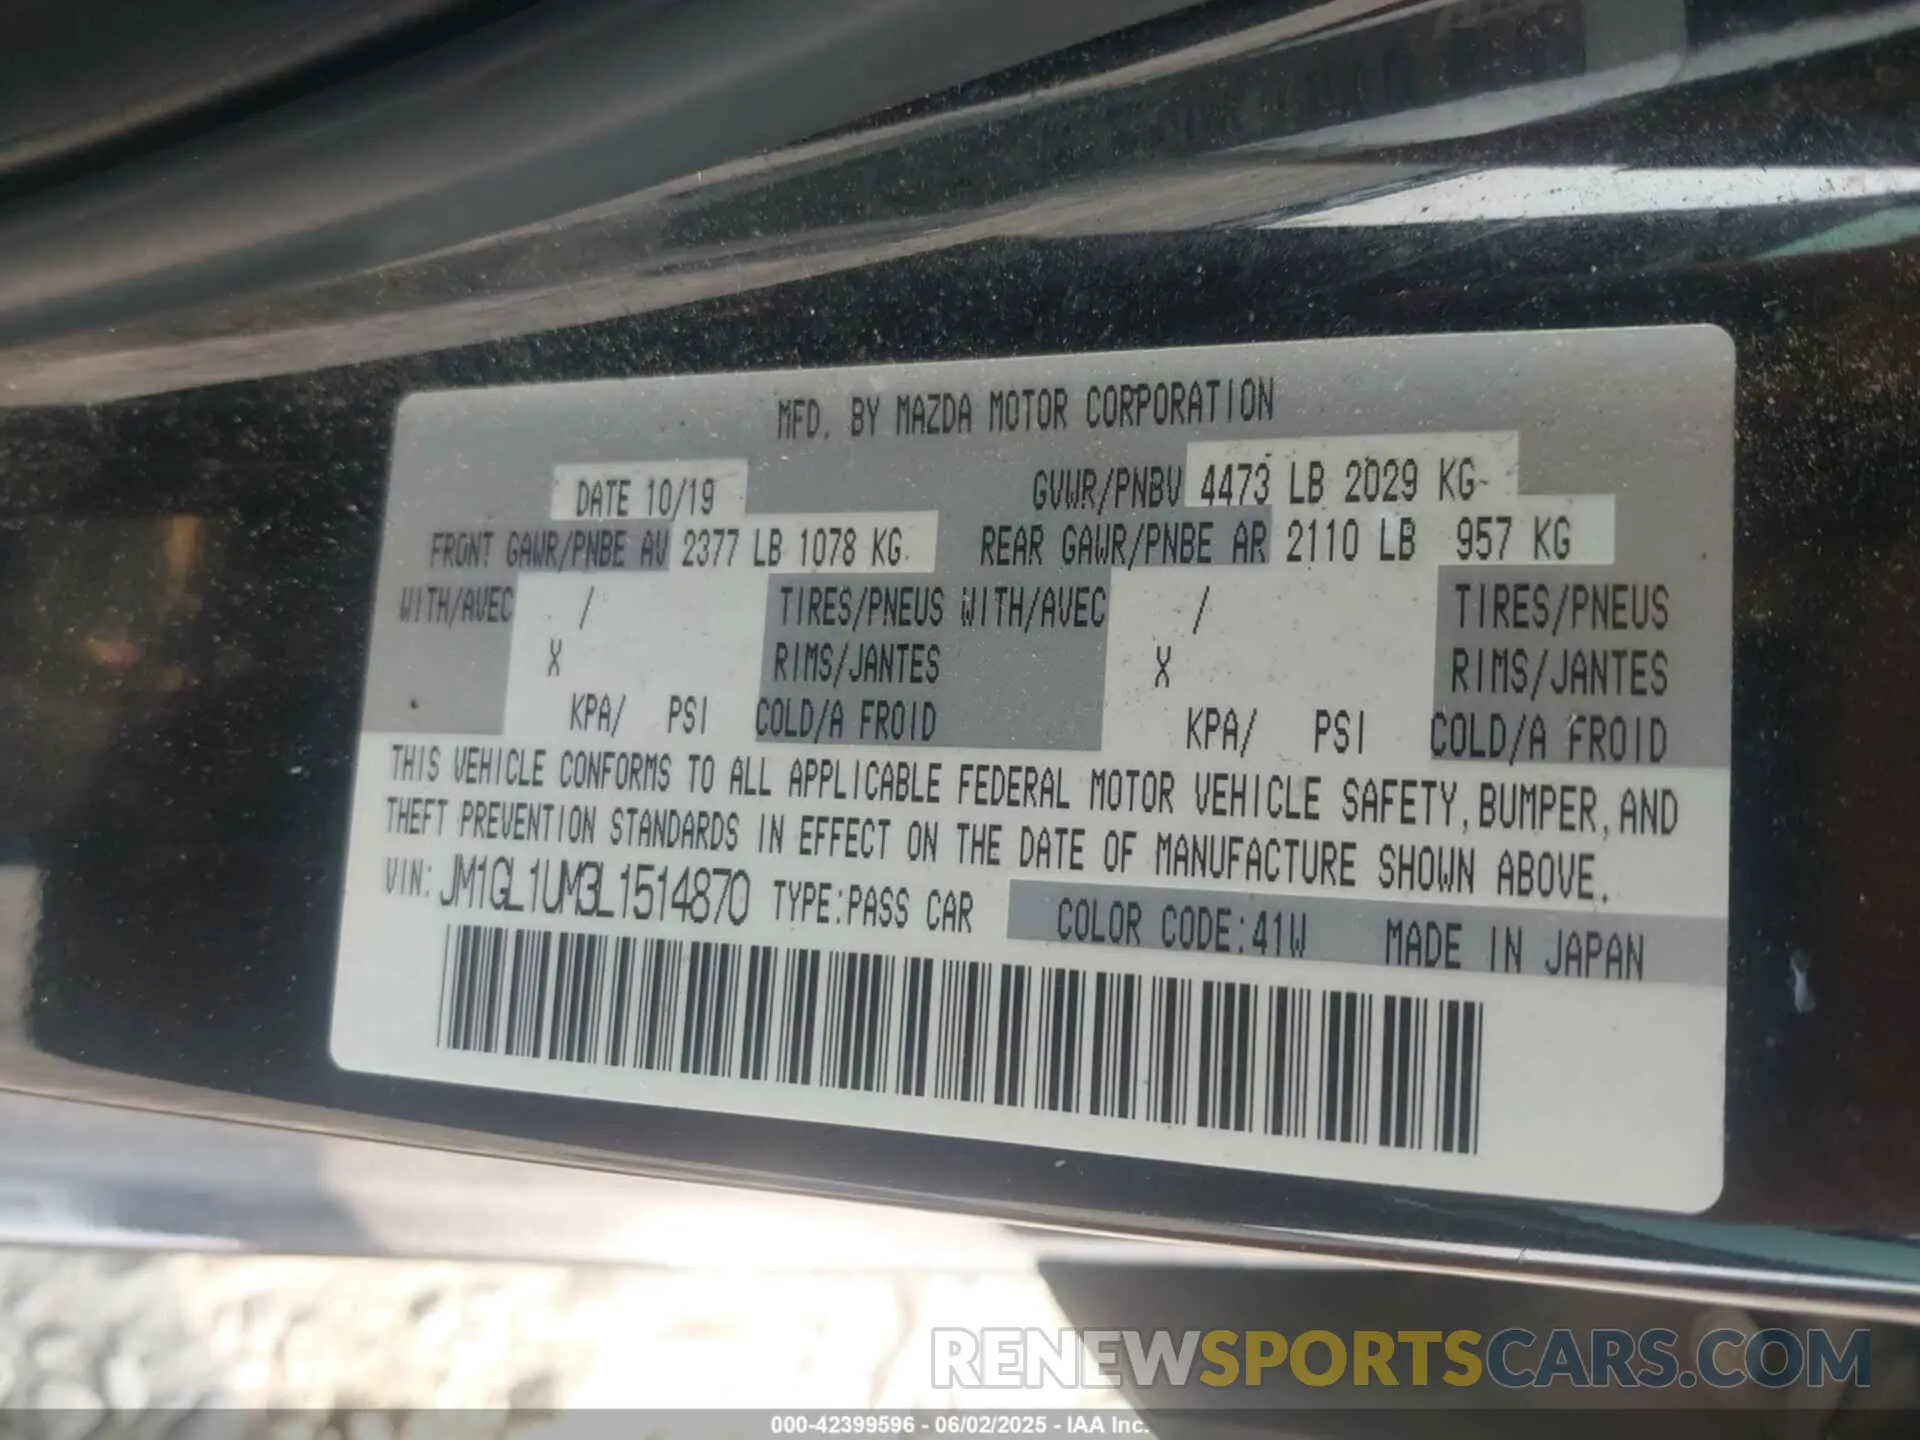 MFD. BY MAZDA MOTOR CORPORATION
DATE 10/19 GVWR/PNBV 4473 LB 2029 KG
FRONT GAWR/PNBE AV 2377 LB 1078 KG REAR GAWR/PNBE AR 2110 LB 957 KG
WITH/AVEC / TIRES/PNEUS WITH/AVEC / TIRES/PNEUS
X RIMS/JANTES X RIMS/JANTES
KPA/ PSI COLD/A FROID KPA/ PSI COLD/A FROID
THIS VEHICLE CONFORMS TO ALL APPLICABLE FEDERAL MOTOR VEHICLE SAFETY, BUMPER, AND
THEFT PREVENTION STANDARDS IN EFFECT ON THE DATE OF MANUFACTURE SHOWN ABOVE.
VIN: JM1GL1UM3L1514870 TYPE:PASS CAR COLOR CODE:41W MADE IN JAPAN
RENEWSPORTSCARS.COM
000-42399596 - 06/02/2025 - IAA Inc.